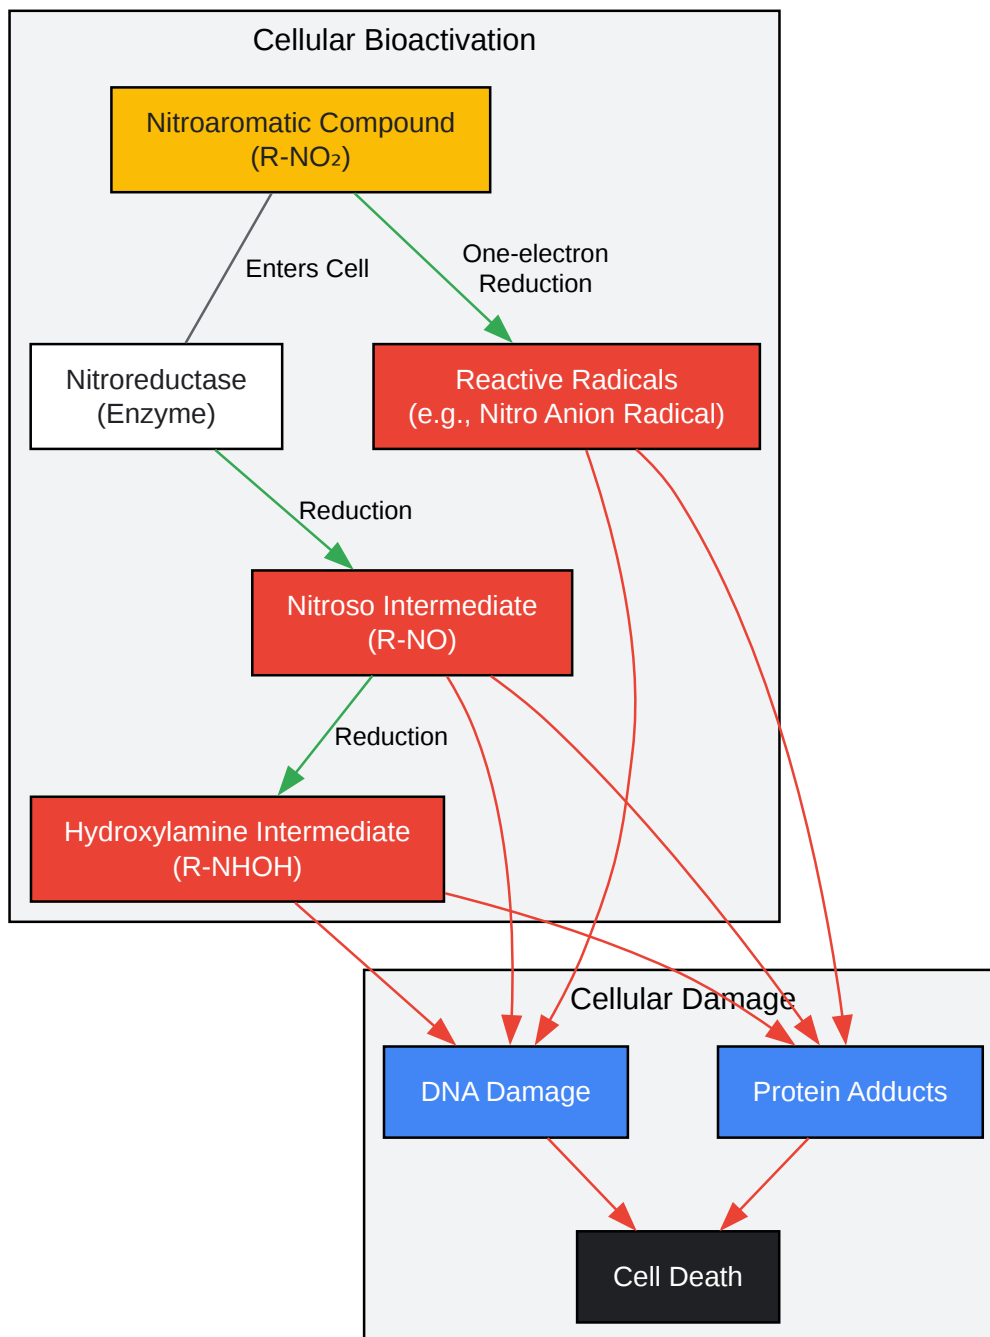 Cellular Bioactivation
Nitroaromatic Compound
(R-NO₂)
Enters Cell
One-electron
Reduction
Nitroreductase
(Enzyme)
Reactive Radicals
(e.g., Nitro Anion Radical)
Reduction
Nitroso Intermediate
(R-NO)
Reduction
Hydroxylamine Intermediate
(R-NHOH)
Cellular Damage
DNA Damage
Protein Adducts
Cell Death